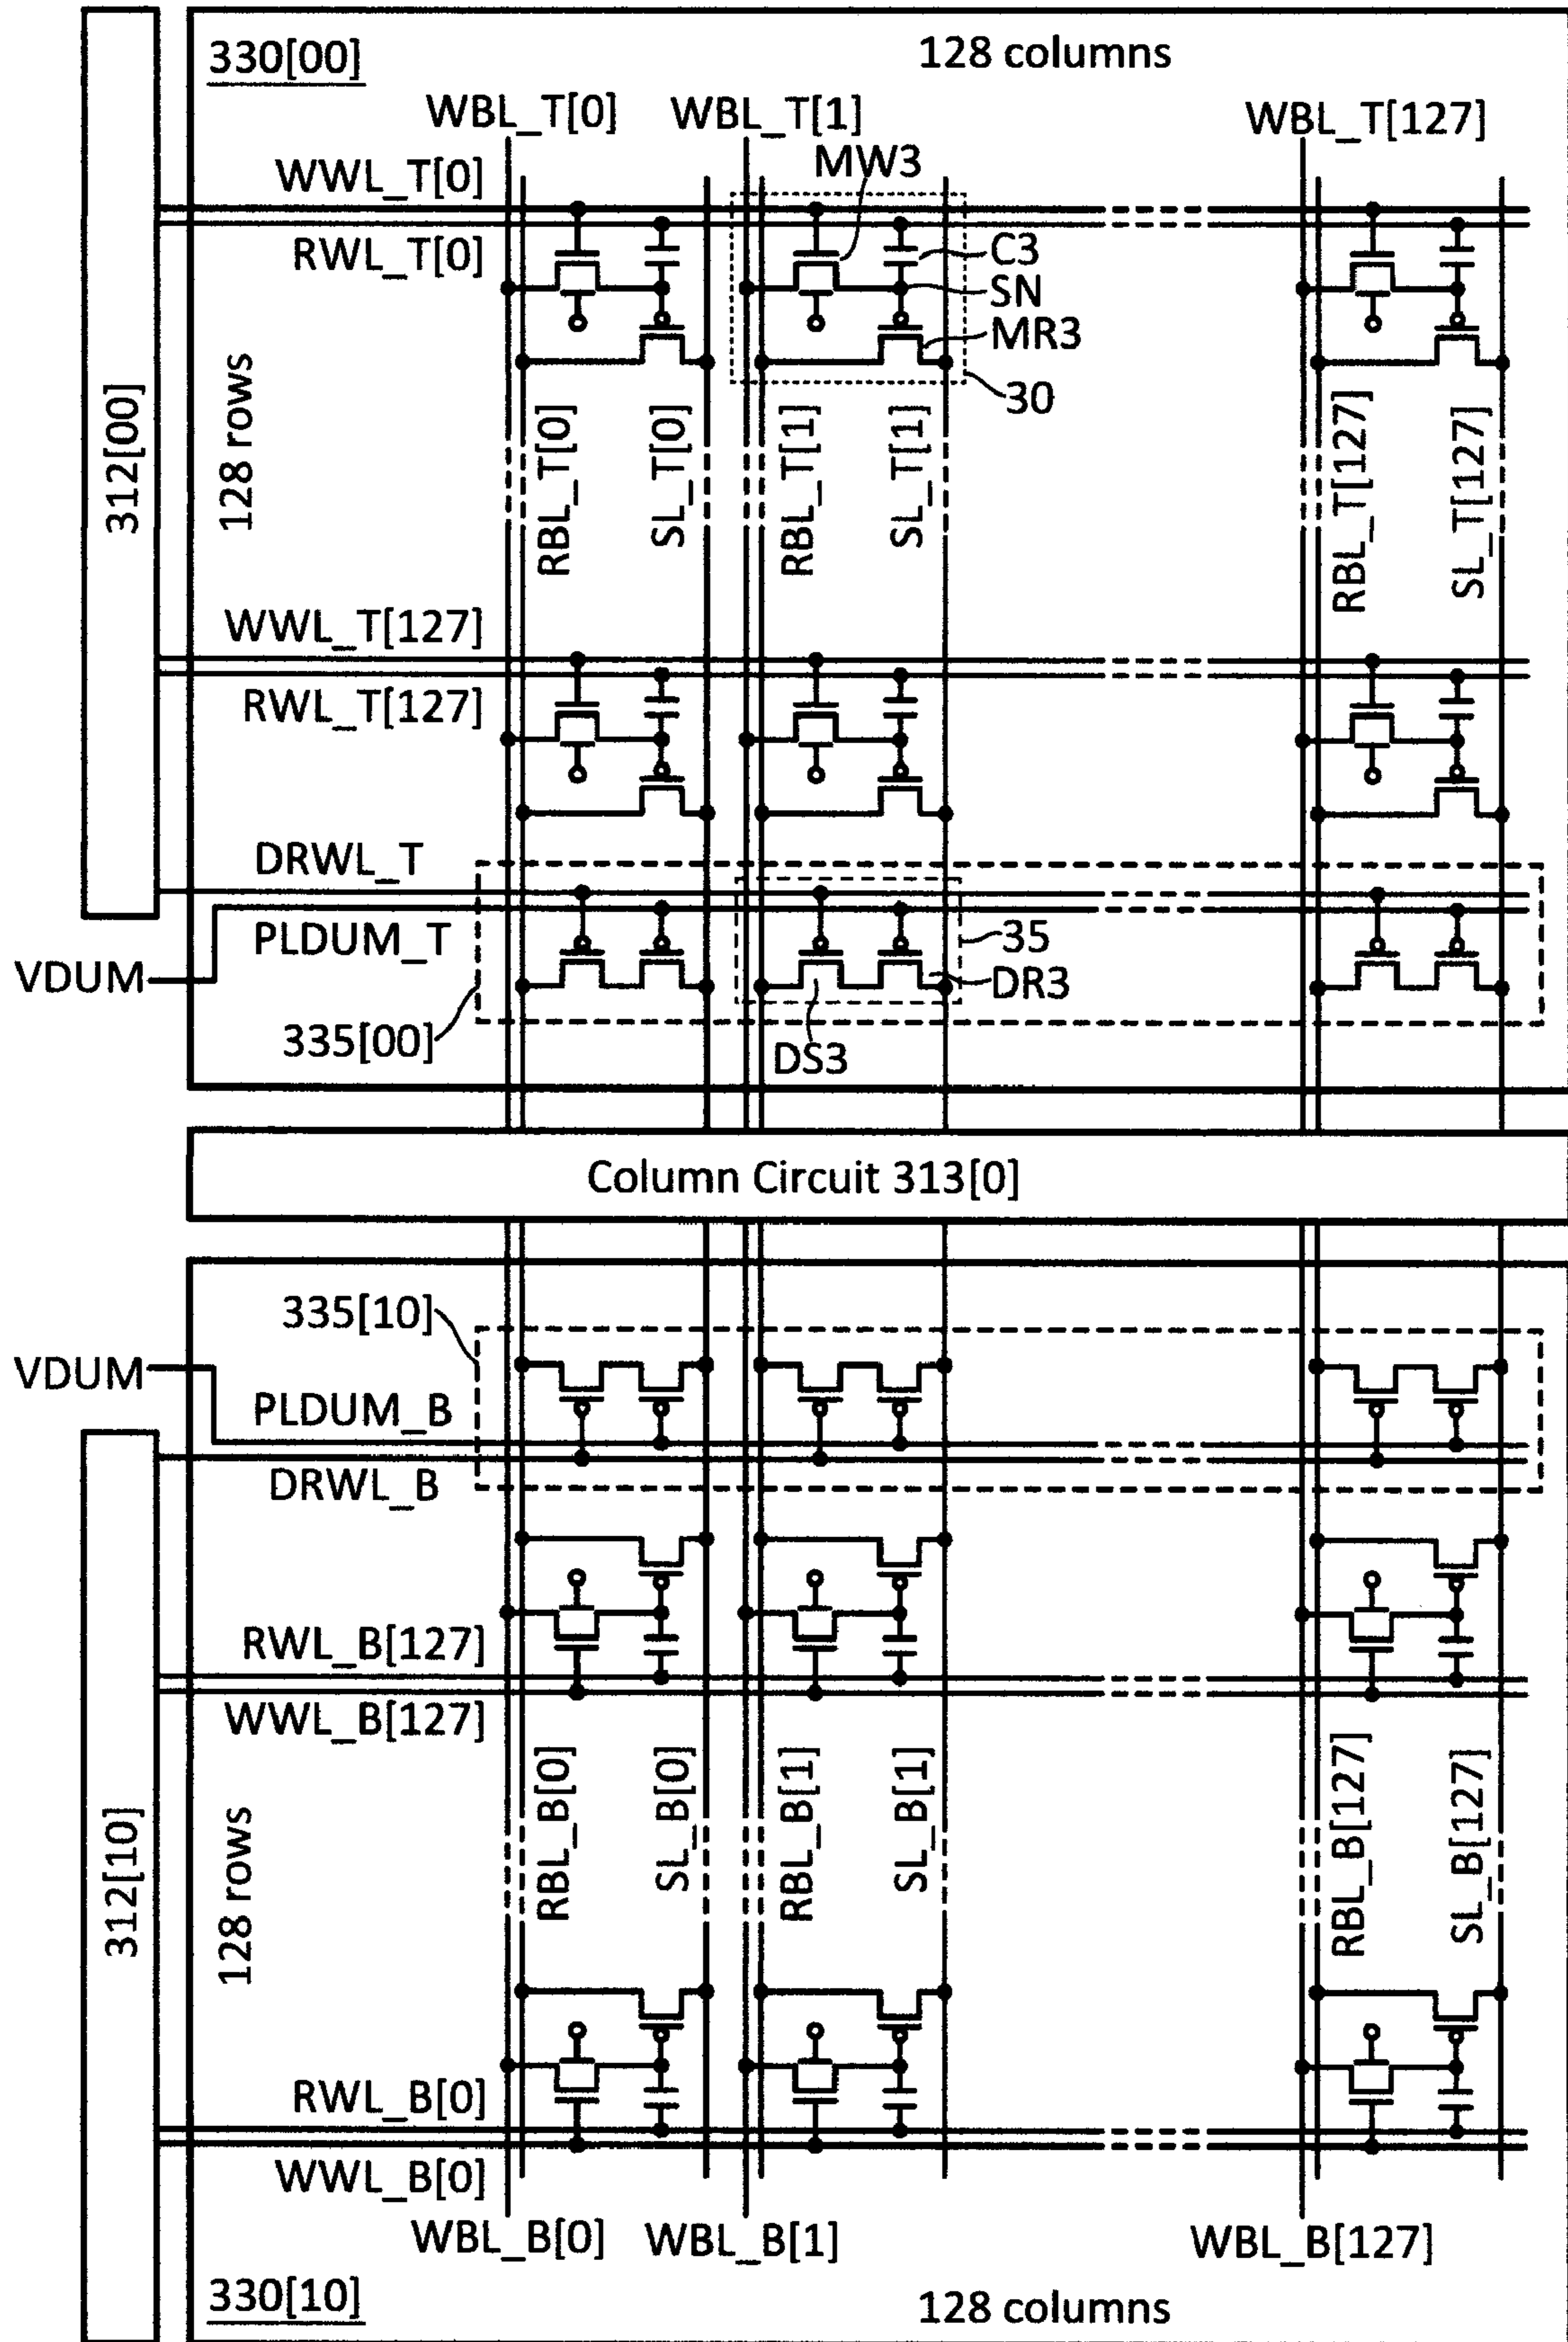 330[00]
128 columns
WBL_T[0]
WBL_T[1]
WBL_T[127]
MW3
WWL_T[0]
RWL_T[0]
C3
SN
MR3
30
312[00]
128 rows
RBL_T[0]
SL_T[0]
RBL_T[1]
SL_T[1]
RBL_T[127]
SL_T[127]
WWL_T[127]
RWL_T[127]
DRWL_T
PLDUM_T
VDUM
35
DR3
335[00]
DS3
Column Circuit 313[0]
335[10]
VDUM
PLDUM_B
DRWL_B
RWL_B[127]
WWL_B[127]
312[10]
128 rows
RBL_B[0]
SL_B[0]
RBL_B[1]
SL_B[1]
RBL_B[127]
SL_B[127]
RWL_B[0]
WWL_B[0]
WBL_B[0]
WBL_B[1]
WBL_B[127]
330[10]
128 columns